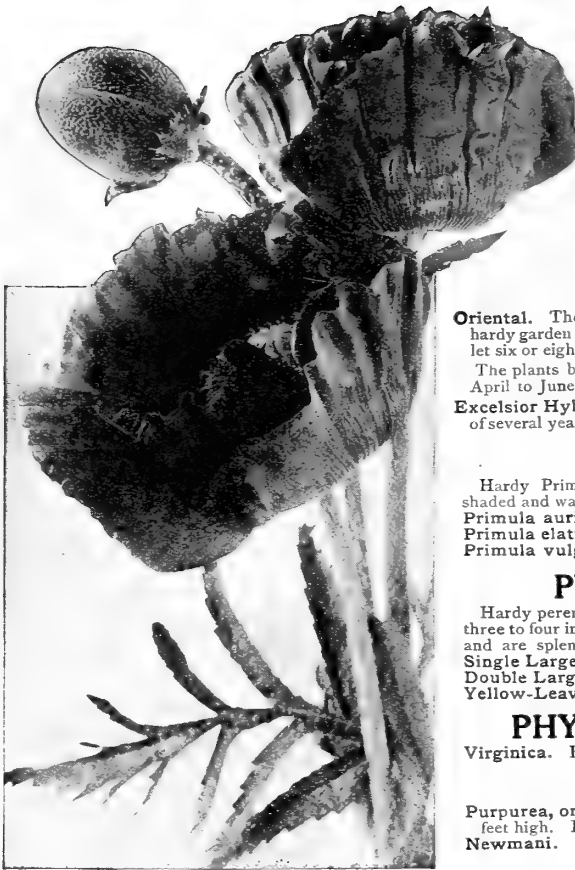 Oriental. The
hardy garden
let six or eigh
The plants b
April to June
Excelsior Hyl
of several yea
Hardy Prim
shaded and wa
Primula aur
Primula elat
Primula vulg
P
Hardy peren
three to four in
and are splen
Single Large
Double Larg
Yellow-Leav
PHY
Virginica. F
Purpurea, or
feet high. I
Newmani.